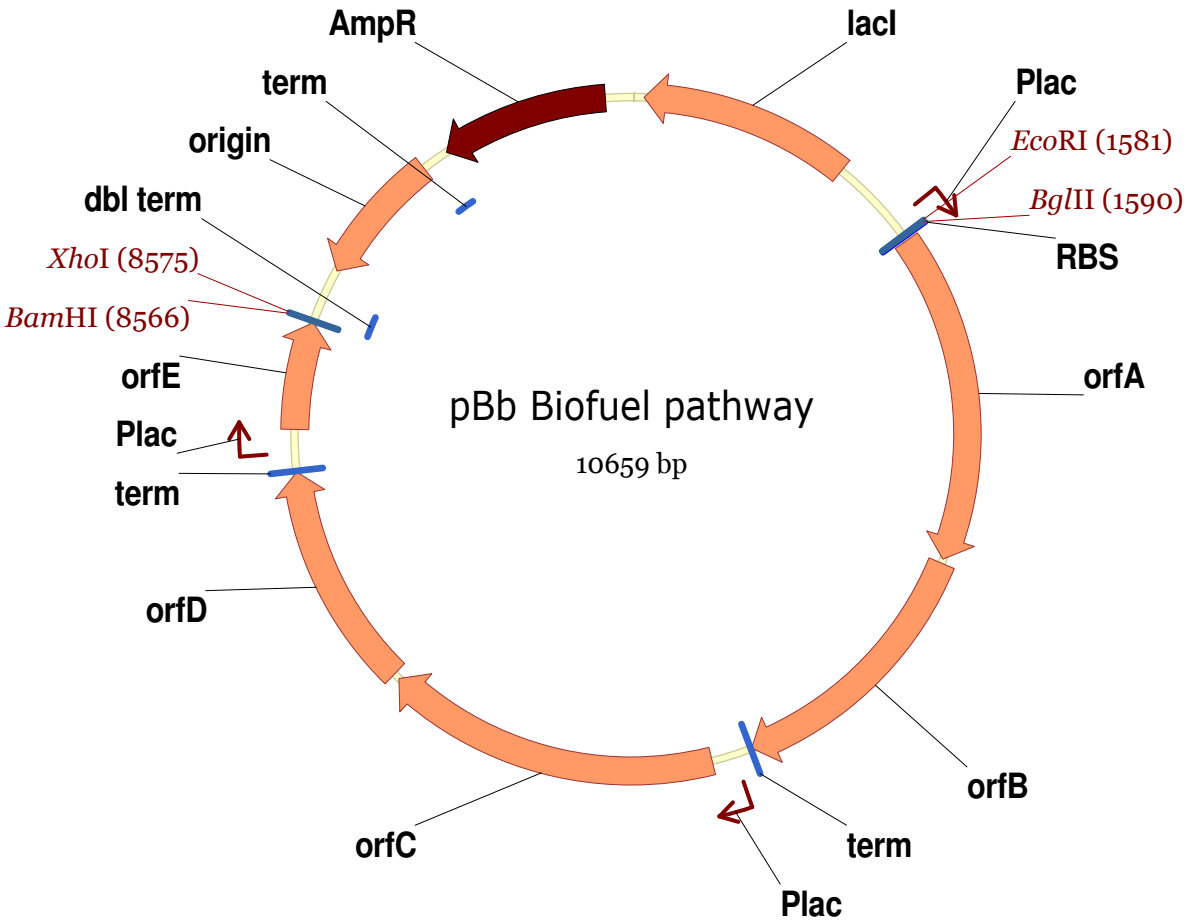 AmpR
lacI
term
Plac
origin
EcoRI (1581)
dbl term
BglII (1590)
XhoI (8575)
RBS
BamHI (8566)
orfE
orfA
pBb Biofuel pathway
Plac
10659 bp
term
orfD
orfB
orfC
term
Plac